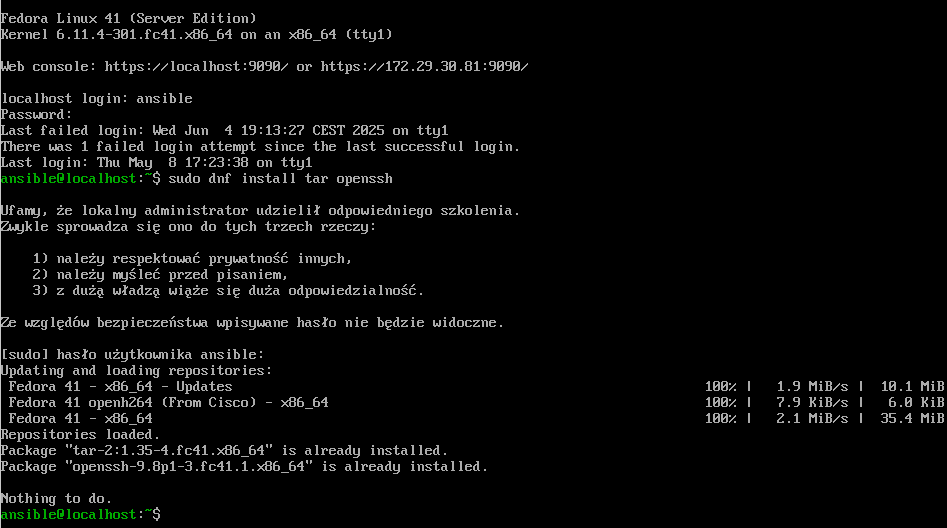 Fedora Linux 41 (Server Edition)
Kernel 6.11.4-301.fc41.x86_64 on an x86_64 (tty1)
Web console: https://localhost:9090/ or https://172.29.30.81:9090/
localhost login: ansible
Password:
Last failed login: Wed Jun  4 19:13:27 CEST 2025 on tty1
There was 1 failed login attempt since the last successful login.
Last login: Thu May  8 17:23:38 on tty1
ansible@localhost:~$ sudo dnf install tar openssh
Ufamy, że lokalny administrator udzielił odpowiedniego szkolenia.
Zwykle sprowadza się ono do tych trzech rzeczy:
    1) należy respektować prywatność innych,
    2) należy myśleć przed pisaniem,
    3) z dużą władzą wiąże się duża odpowiedzialność.
Ze względów bezpieczeństwa wpisywane hasło nie będzie widoczne.
[sudo] hasło użytkownika ansible:
Updating and loading repositories:
 Fedora 41 - x86_64 - Updates 100% | 1.9 MiB/s | 10.1 MiB
 Fedora 41 openh264 (From Cisco) - x86_64 100% | 7.9 KiB/s | 6.0 KiB
 Fedora 41 - x86_64 100% | 2.1 MiB/s | 35.4 MiB
Repositories loaded.
Package "tar-2:1.35-4.fc41.x86_64" is already installed.
Package "openssh-9.8p1-3.fc41.1.x86_64" is already installed.
Nothing to do.
ansible@localhost:~$